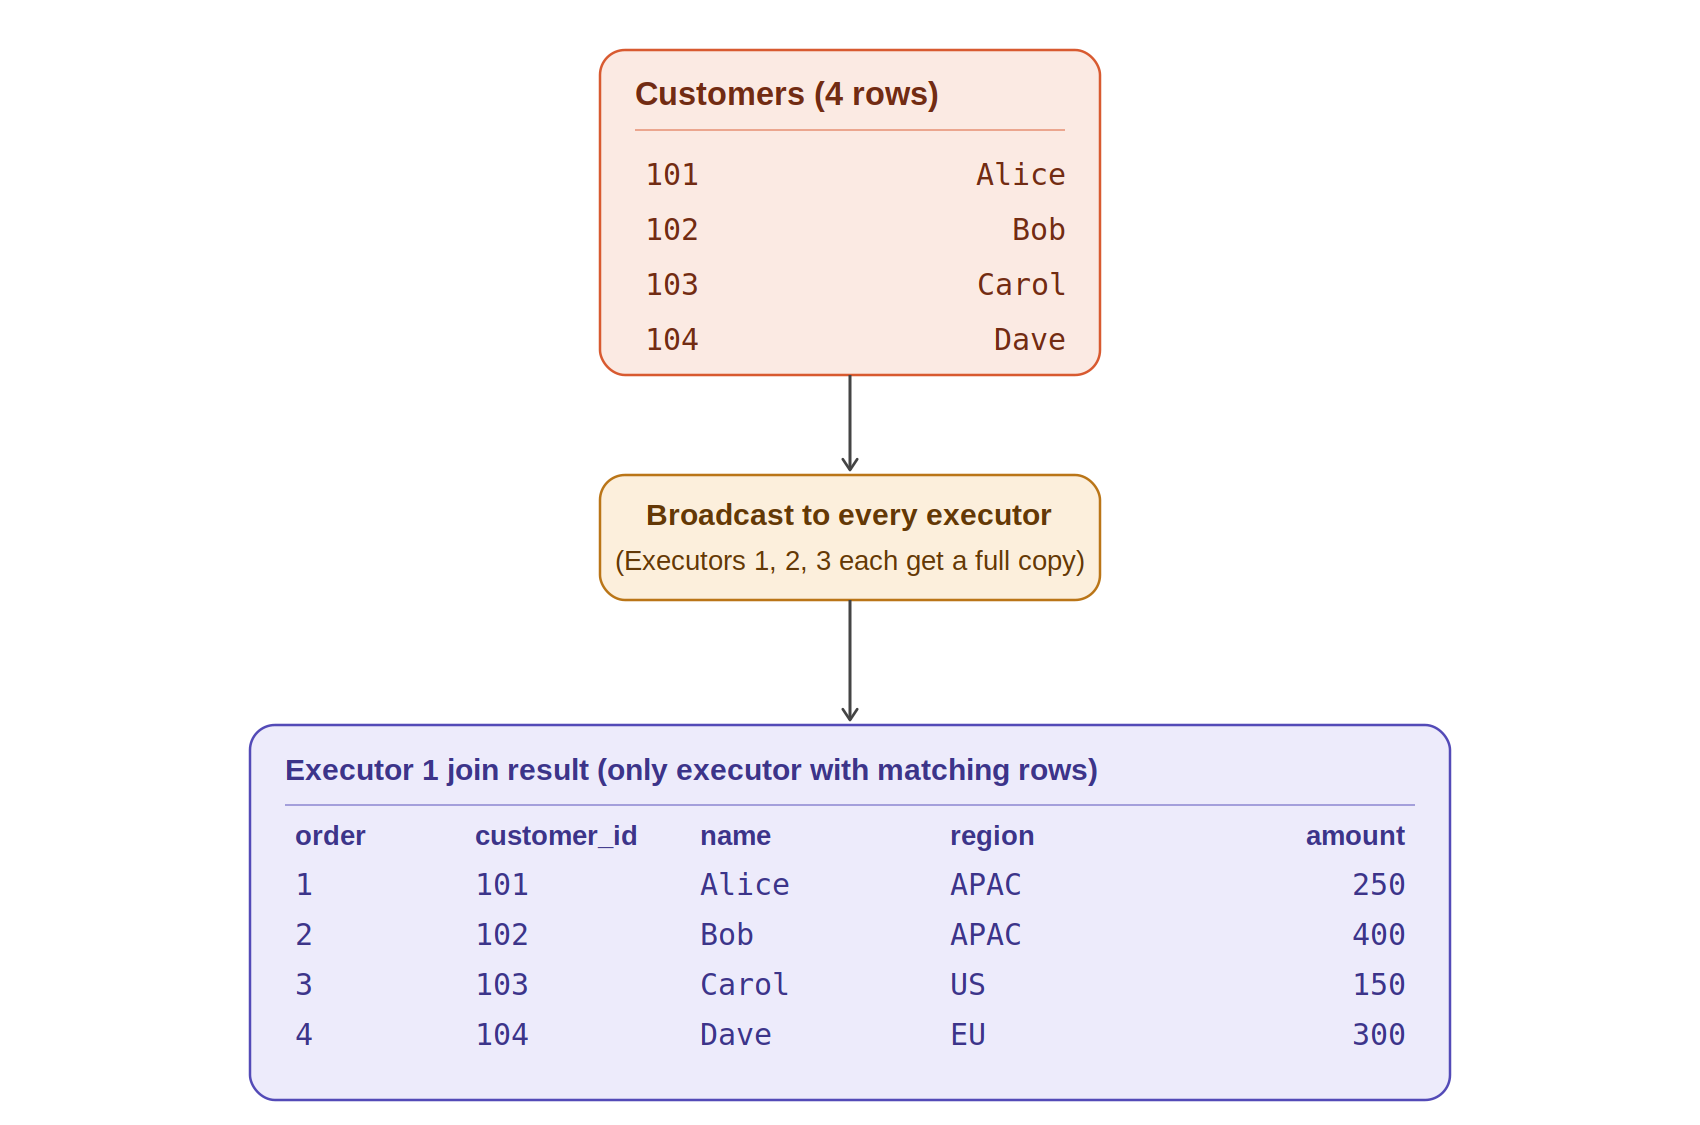 Customers (4 rows)
101 Alice
102 Bob
103 Carol
104 Dave
Broadcast to every executor
(Executors 1, 2, 3 each get a full copy)
Executor 1 join result (only executor with matching rows)
order customer_id name region amount
1 101 Alice APAC 250
2 102 Bob APAC 400
3 103 Carol US 150
4 104 Dave EU 300